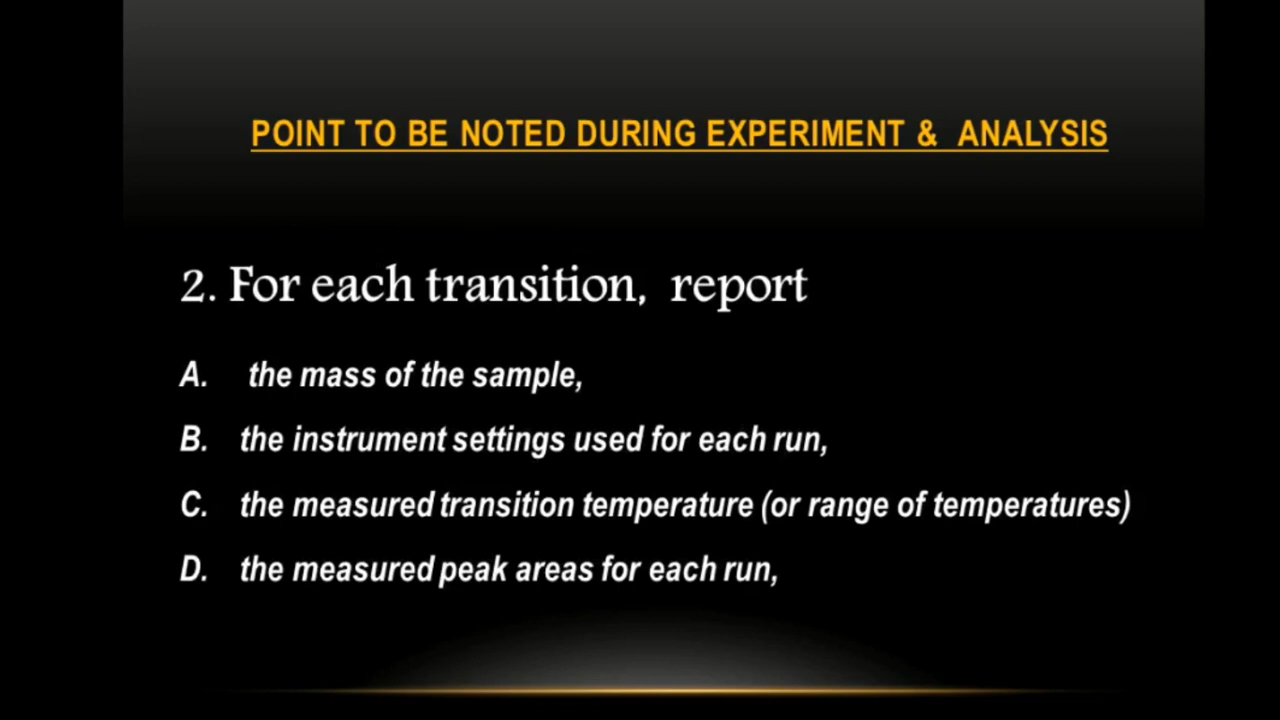 POINT TO BE NOTED DURING EXPERIMENT & ANALYSIS
2. For each transition, report
A. the mass of the sample,
B. the instrument settings used for each run,
C. the measured transition temperature (or range of temperatures)
D. the measured peak areas for each run,